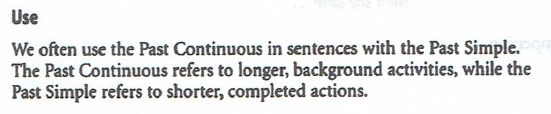 Use
We often use the Past Continuous in sentences with the Past Simple.
The Past Continuous refers to longer, background activities, while the
Past Simple refers to shorter, completed actions.